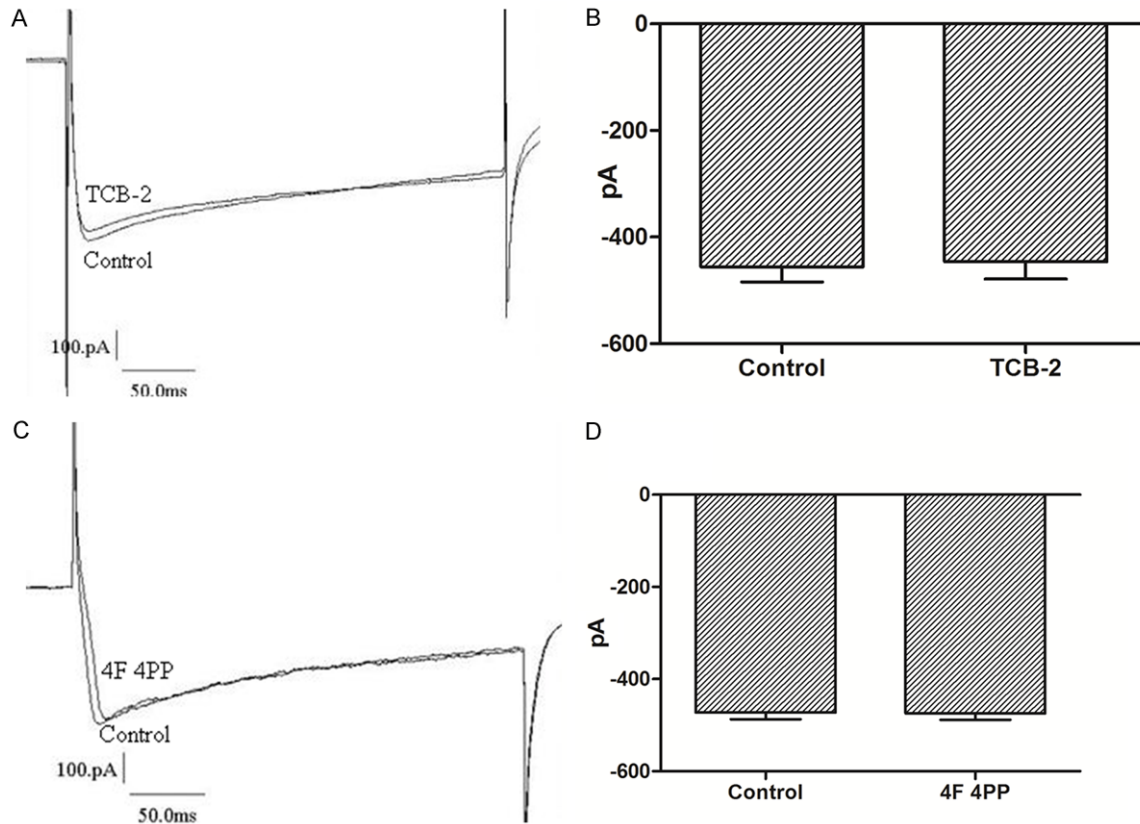 A
TCB-2
Control
100.pA
50.0ms
B
0
-200
-400
-600
pA
Control
TCB-2
C
4F 4PP
Control
100.pA
50.0ms
D
0
-200
-400
-600
pA
Control
4F 4PP